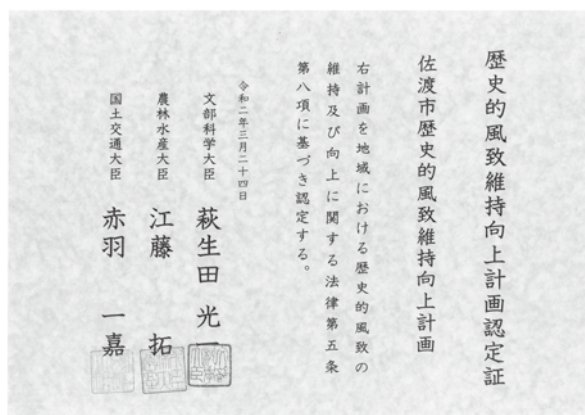 歴史的風致維持向上計画認定証
佐渡市歴史的風致維持向上計画
右計画を地域における歴史的風致の
維持及び向上に関する法律第五条
第八項に基づき認定する。
令和二年三月二十四日
文部科学大臣 萩生田 光一
農林水産大臣 江藤 拓
国土交通大臣 赤羽 一嘉